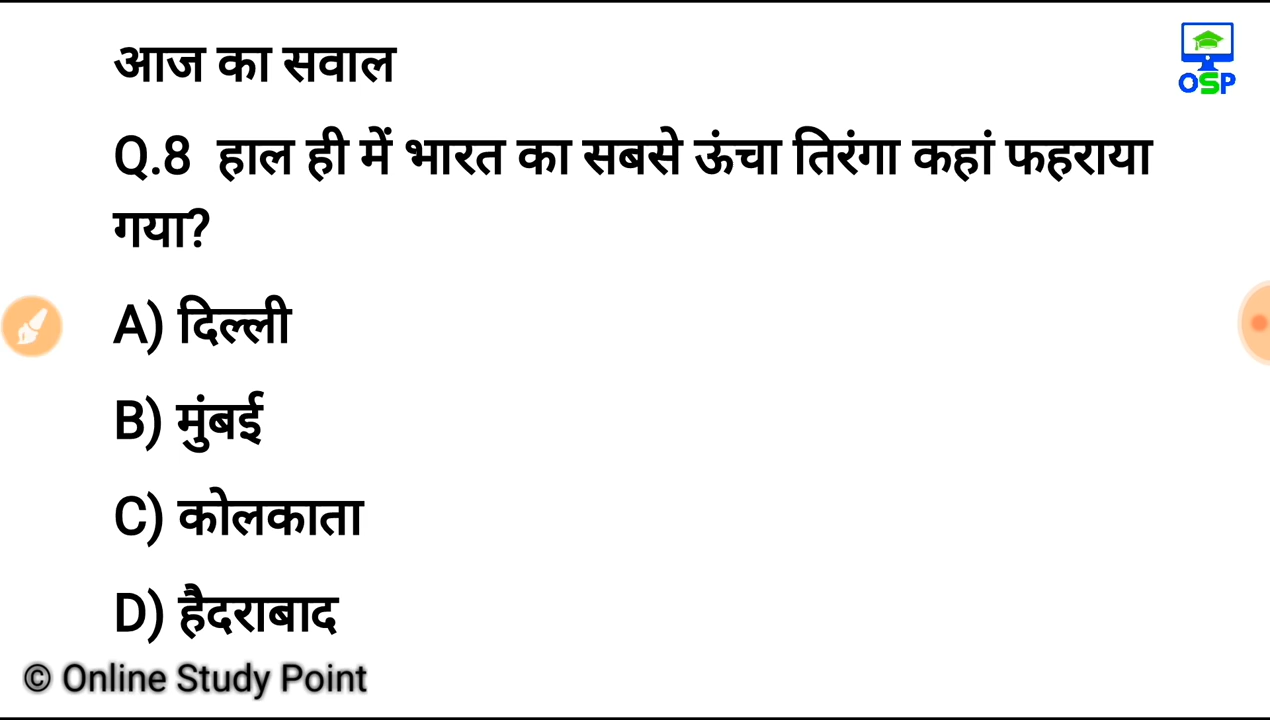 आज का सवाल
OSP
Q.8 हाल ही में भारत का सबसे ऊंचा तिरंगा कहां फहराया
गया?
A) दिल्ली
B) मुंबई
C) कोलकाता
D) हैदराबाद
© Online Study Point